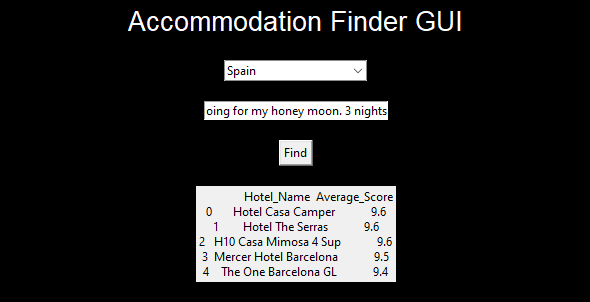 Accommodation Finder GUI
Spain
oing for my honey moon. 3 nights
Find
Hotel_Name Average_Score
0 Hotel Casa Camper 9.6
1 Hotel The Serras 9.6
2 H10 Casa Mimosa 4 Sup 9.6
3 Mercer Hotel Barcelona 9.5
4 The One Barcelona GL 9.4